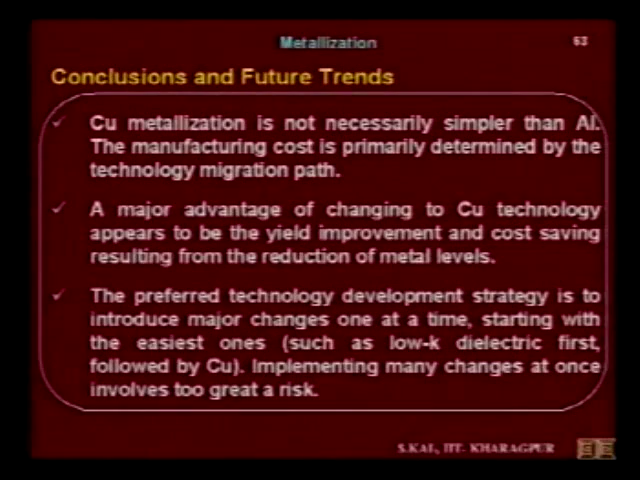 Metallization
63
Conclusions and Future Trends
✓ Cu metallization is not necessarily simpler than Al.
The manufacturing cost is primarily determined by the
technology migration path.
✓ A major advantage of changing to Cu technology
appears to be the yield improvement and cost saving
resulting from the reduction of metal levels.
✓ The preferred technology development strategy is to
introduce major changes one at a time, starting with
the easiest ones (such as low-k dielectric first,
followed by Cu). Implementing many changes at once
involves too great a risk.
S.KAL, IIT- KHARAGPUR